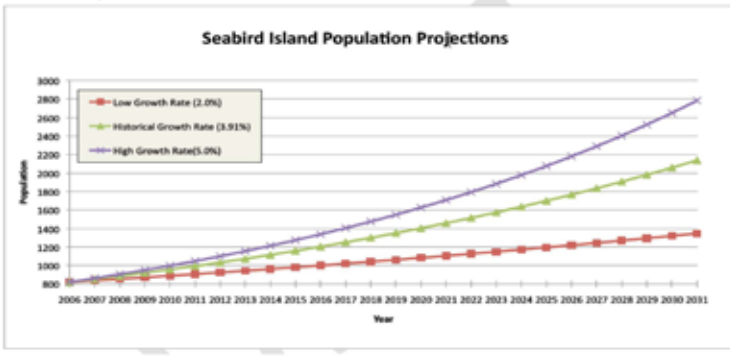 Seabird Island Population Projections
3000
2800
2600
2400
2200
2000
1800
1600
1400
1200
1000
800
Population
Low Growth Rate (2.0%)
Historical Growth Rate (3.91%)
High Growth Rate(5.0%)
2006 2007 2008 2009 2010 2011 2012 2013 2014 2015 2016 2017 2018 2019 2020 2021 2022 2023 2024 2025 2026 2027 2028 2029 2030 2031
Year